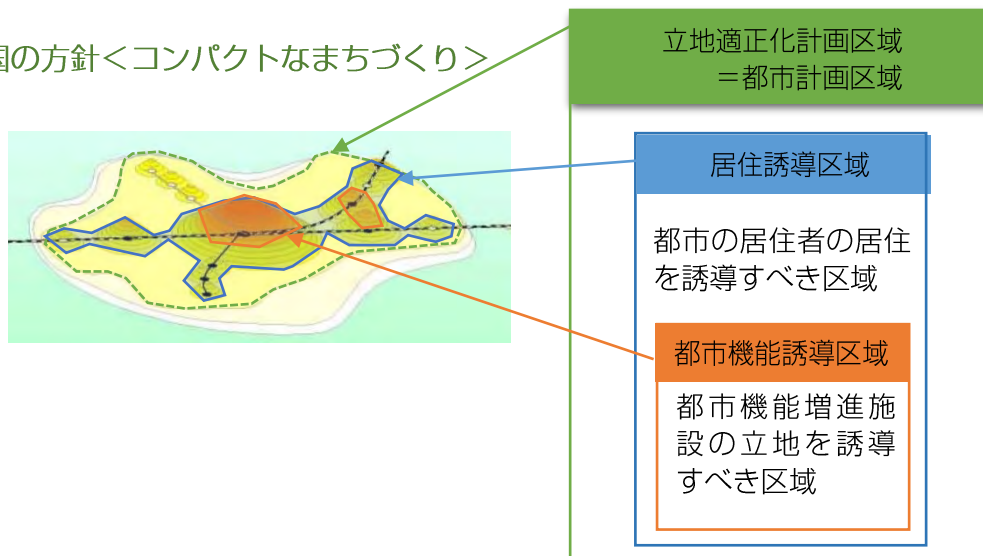 国の方針＜コンパクトなまちづくり＞
立地適正化計画区域
＝都市計画区域
居住誘導区域
都市の居住者の居住
を誘導すべき区域
都市機能誘導区域
都市機能増進施
設の立地を誘導
すべき区域